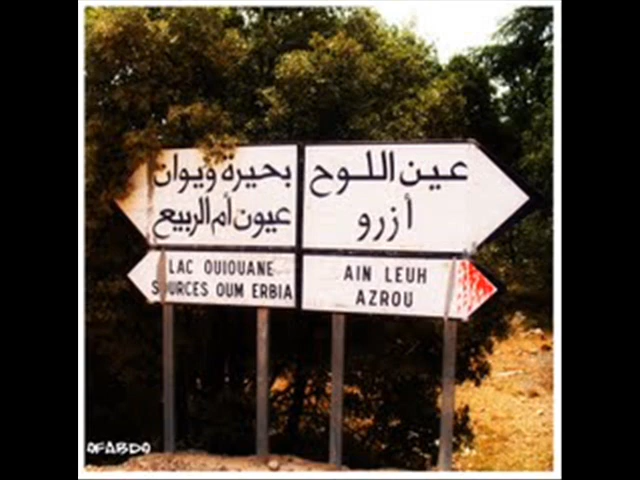 بحيرة ويوان
عيون أم الربيع
عين اللوح
أزرو
LAC OUIOUANE
SOURCES OUM ERBIA
AIN LEUH
AZROU
AFABDO